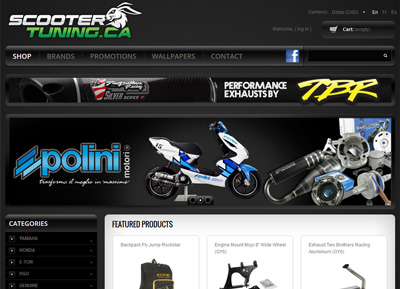 SCOOTER
TUNING.CA
Currency: Dollar (CAD)
En
Fr
Welcome, Log in
Cart (empty)
SHOP
BRANDS
PROMOTIONS
WALLPAPERS
CONTACT
f
SILVER
SERIES
PERFORMANCE
EXHAUSTS BY
TBR
polini
motori
trasforma il meglio in massimo
CATEGORIES
YAMAHA
HONDA
E-TON
PGO
GENUINE
FEATURED PRODUCTS
Backpack Fly Jump Rockstar
Engine Mount Mojo 8" Wide Wheel
(GY6)
Exhaust Two Brothers Racing
Aluminium (GY6)